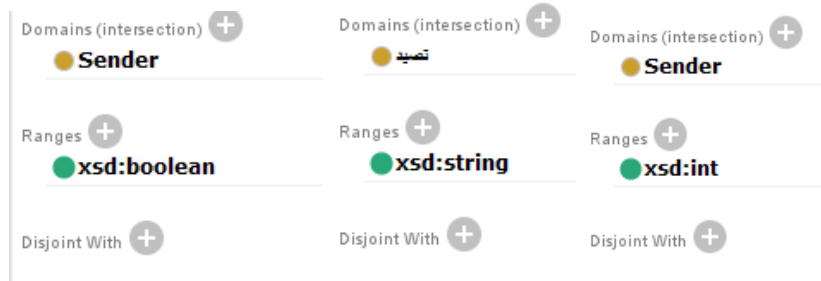 Domains (intersection)
Sender
Ranges
xsd:boolean
Disjoint With
Domains (intersection)
Ranges
xsd:string
Disjoint With
Domains (intersection)
Sender
Ranges
xsd:int
Disjoint With